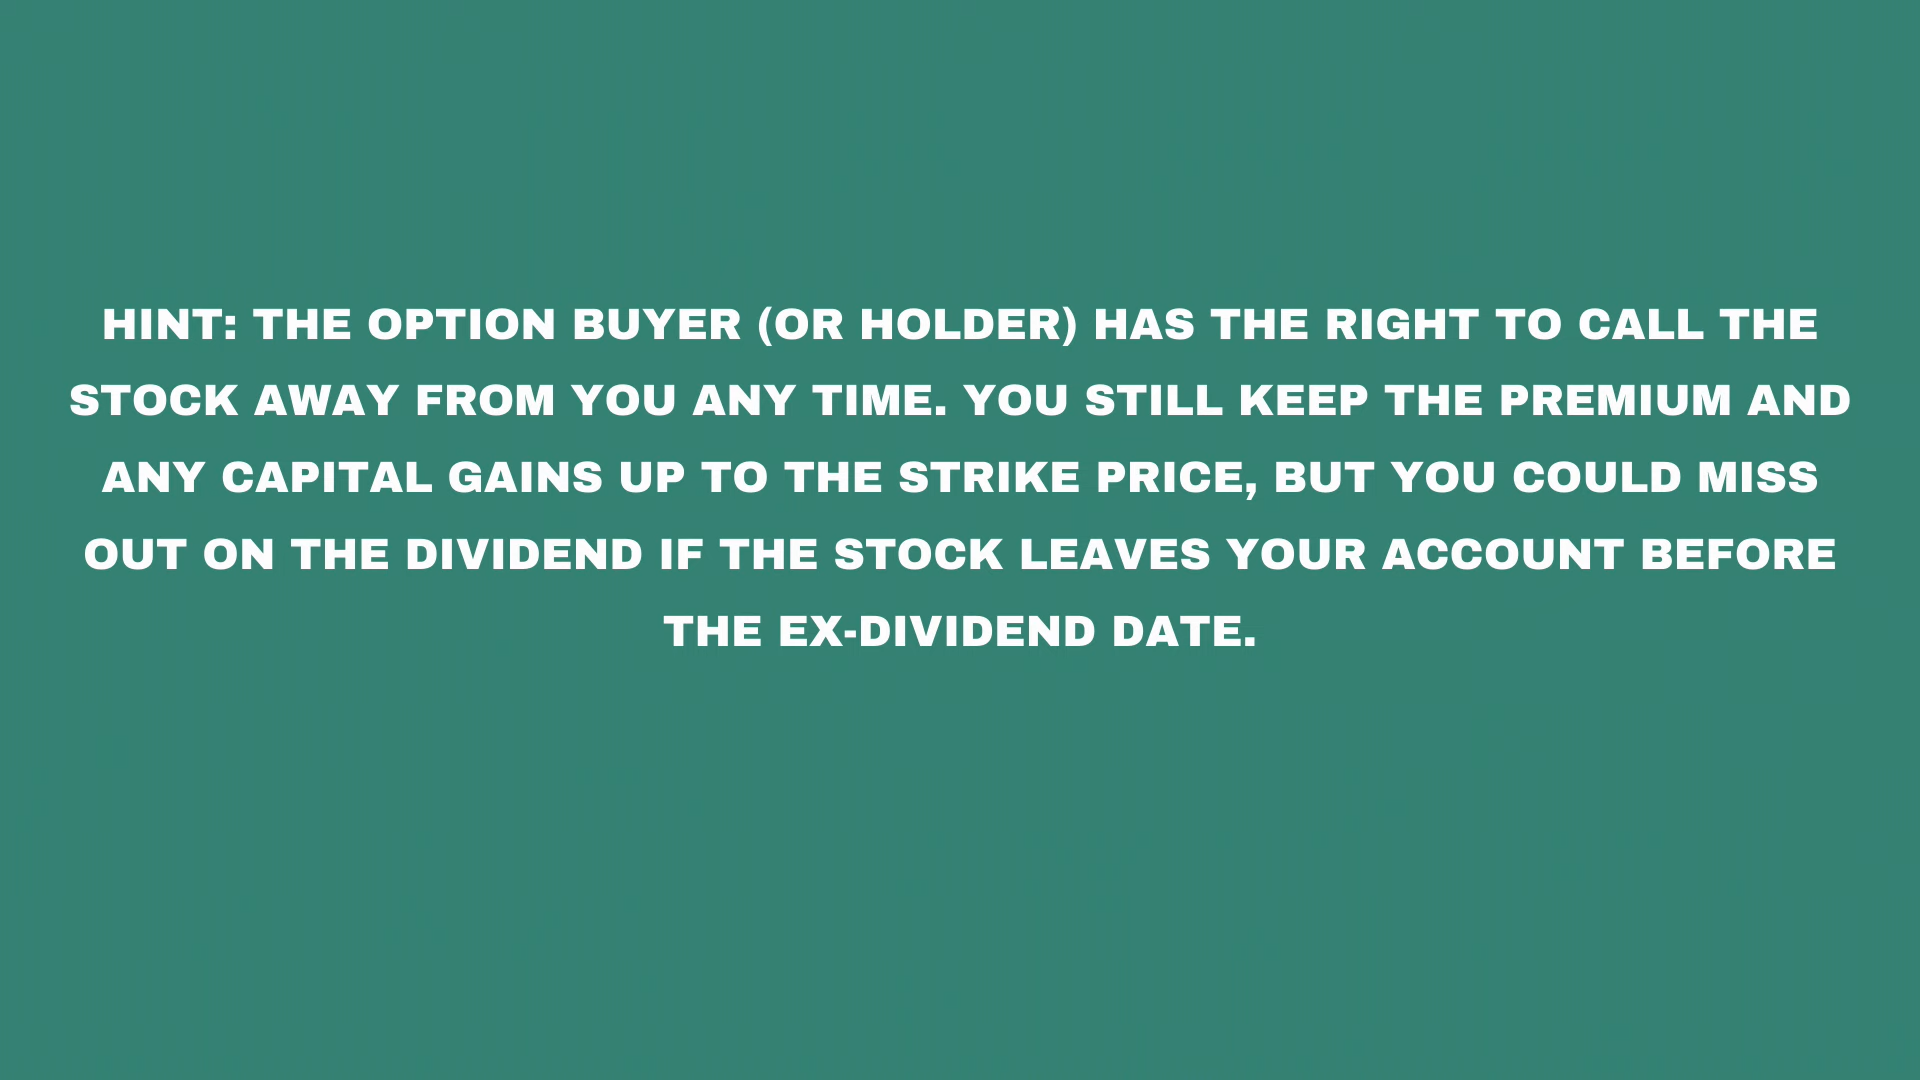 HINT: THE OPTION BUYER (OR HOLDER) HAS THE RIGHT TO CALL THE
STOCK AWAY FROM YOU ANY TIME. YOU STILL KEEP THE PREMIUM AND
ANY CAPITAL GAINS UP TO THE STRIKE PRICE, BUT YOU COULD MISS
OUT ON THE DIVIDEND IF THE STOCK LEAVES YOUR ACCOUNT BEFORE
THE EX-DIVIDEND DATE.